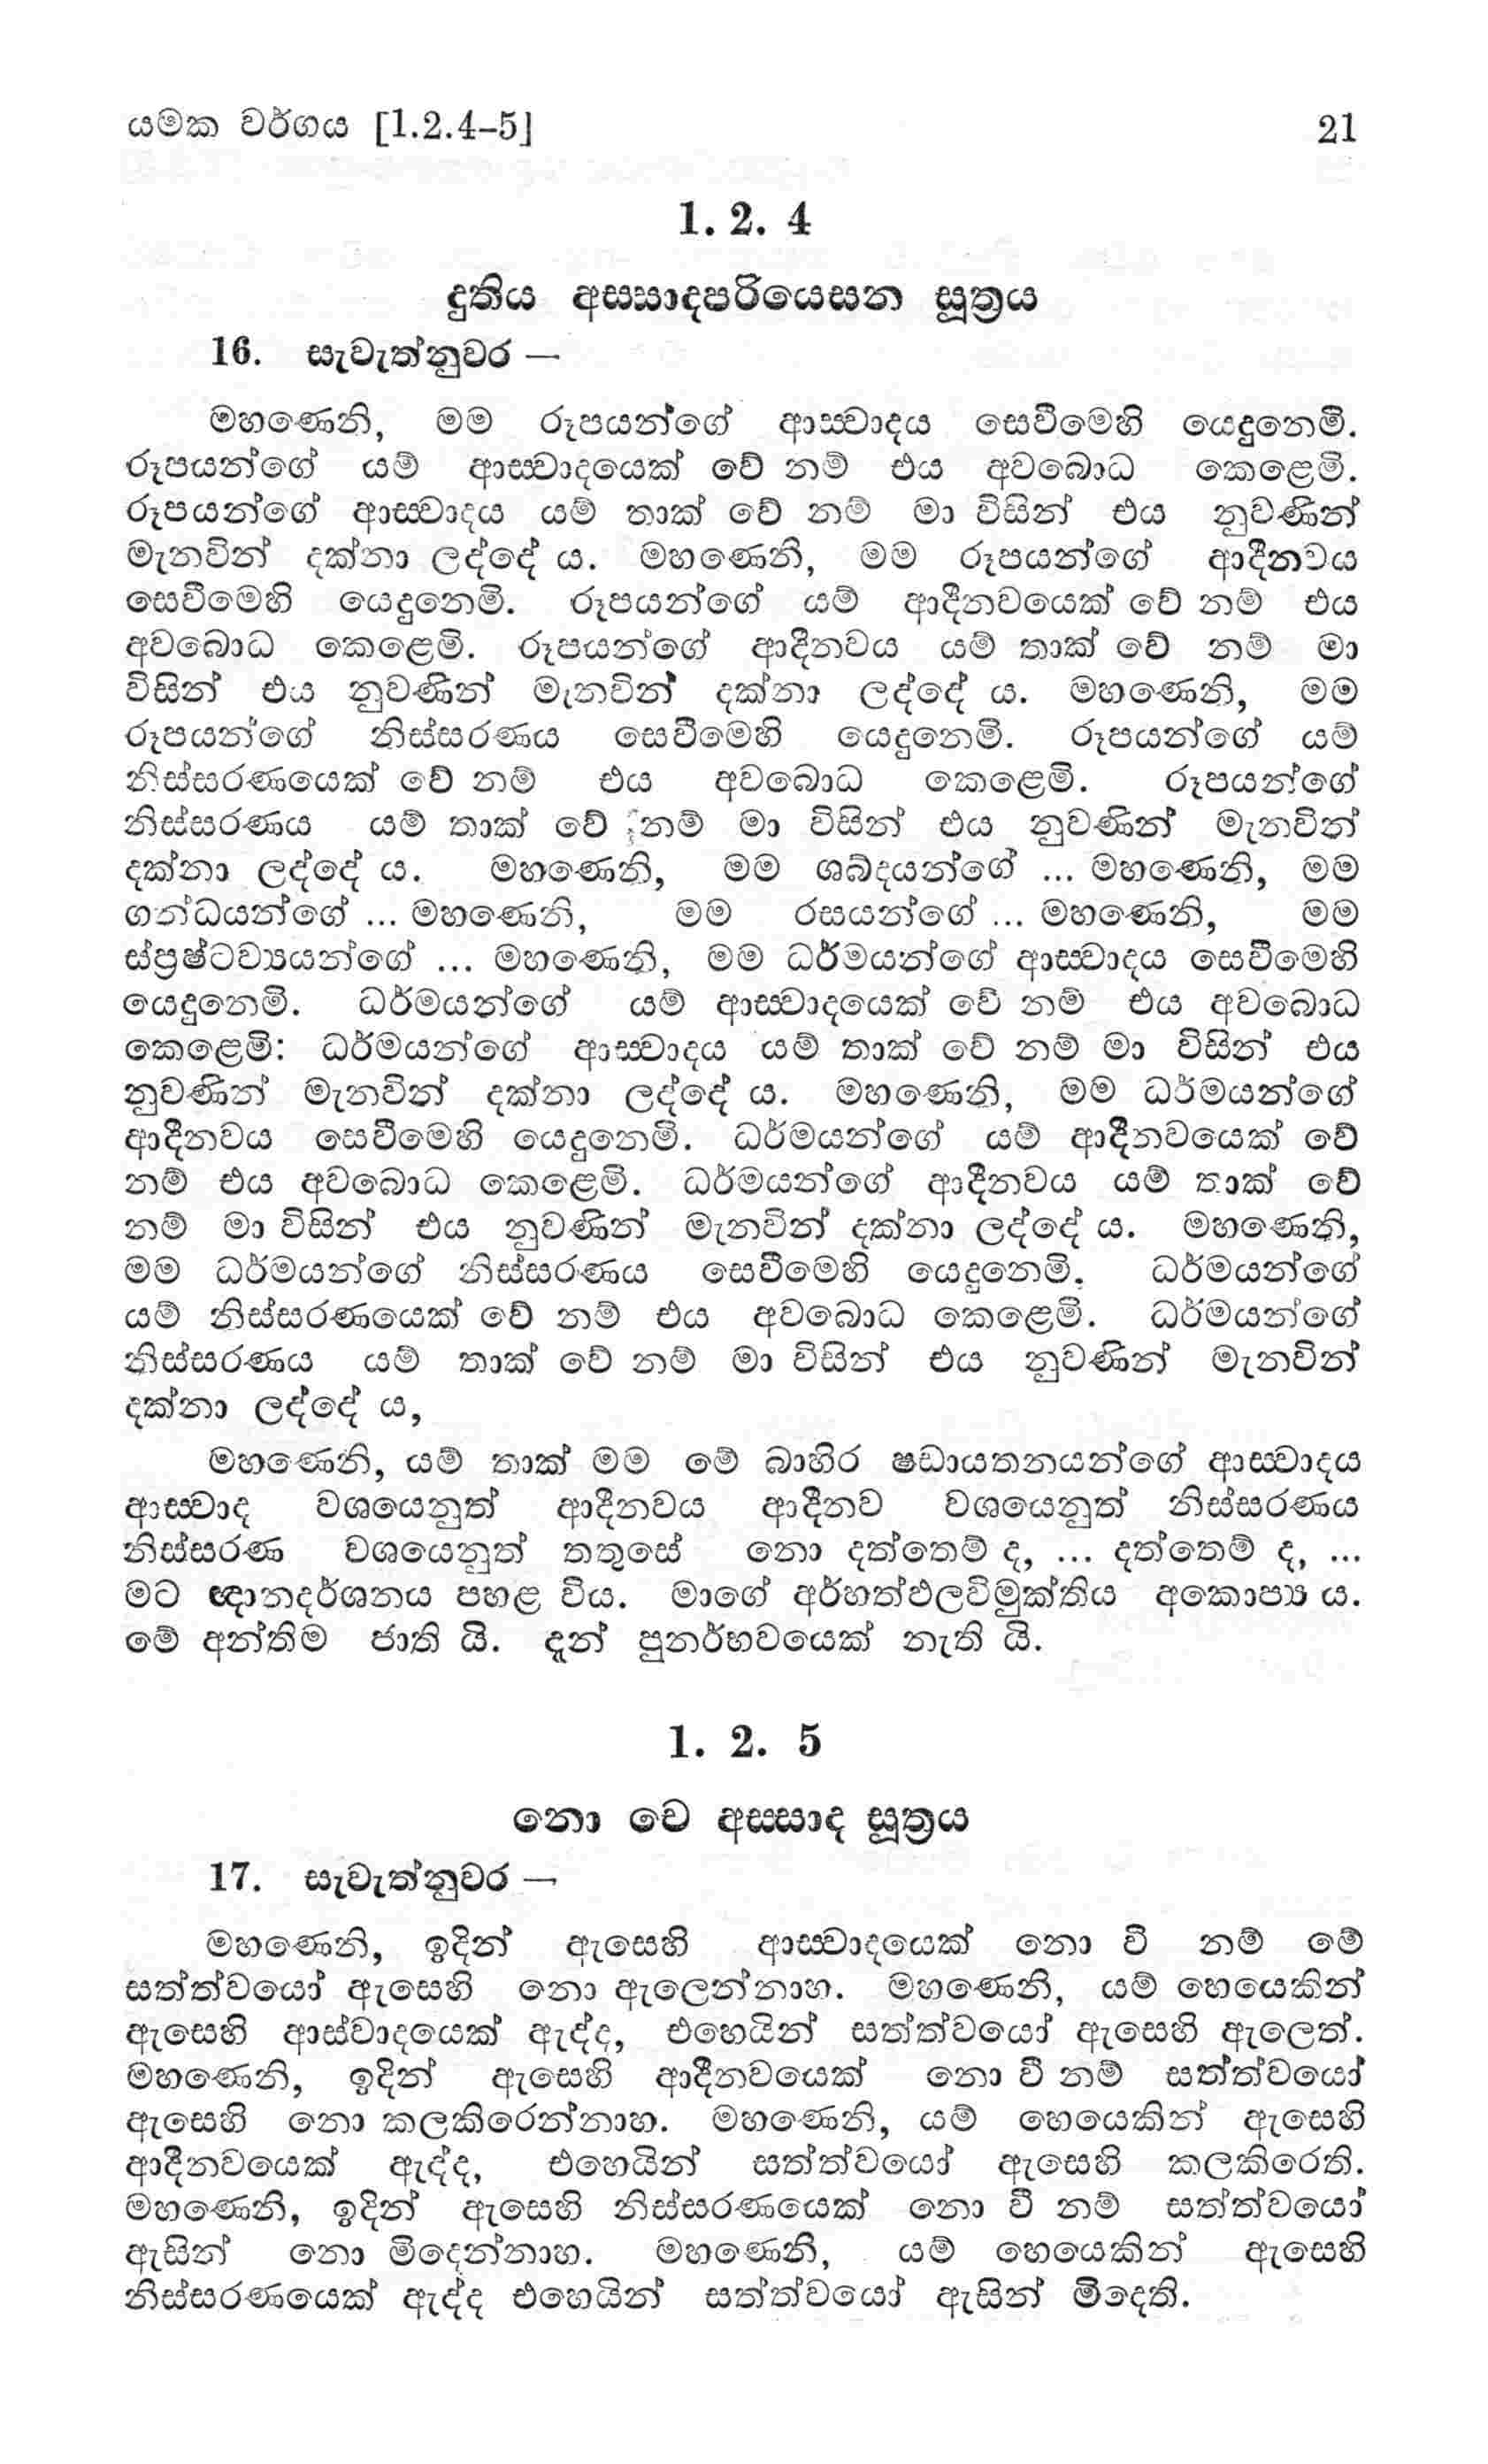 යමක වර්ගය [1.2.4-5] 21
1. 2. 4
දුතිය අස්සාදපරියෙසන සූත්‍රය
16. සැවැත්නුවර —
මහණෙනි, මම රූපයන්ගේ ආස්වාදය සෙවීමෙහි යෙදුනෙමි.
රූපයන්ගේ යම් ආස්වාදයෙක් වේ නම් එය අවබොධ කෙළෙමි.
රූපයන්ගේ ආස්වාදය යම් තාක් වේ නම් මා විසින් එය නුවණින්
මැනවින් දක්නා ලද්දේ ය. මහණෙනි, මම රූපයන්ගේ ආදීනවය
සෙවීමෙහි යෙදුනෙමි. රූපයන්ගේ යම් ආදීනවයෙක් වේ නම් එය
අවබොධ කෙළෙමි. රූපයන්ගේ ආදීනවය යම් තාක් වේ නම් මා
විසින් එය නුවණින් මැනවින් දක්නා ලද්දේ ය. මහණෙනි, මම
රූපයන්ගේ නිස්සරණය සෙවීමෙහි යෙදුනෙමි. රූපයන්ගේ යම්
නිස්සරණයෙක් වේ නම් එය අවබොධ කෙළෙමි. රූපයන්ගේ
නිස්සරණය යම් තාක් වේ නම් මා විසින් එය නුවණින් මැනවින්
දක්නා ලද්දේ ය. මහණෙනි, මම ශබ්දයන්ගේ ... මහණෙනි, මම
ගන්ධයන්ගේ ... මහණෙනි, මම රසයන්ගේ ... මහණෙනි, මම
ස්ප්‍රෂ්ටව්‍යයන්ගේ ... මහණෙනි, මම ධර්මයන්ගේ ආස්වාදය සෙවීමෙහි
යෙදුනෙමි. ධර්මයන්ගේ යම් ආස්වාදයෙක් වේ නම් එය අවබොධ
කෙළෙමි: ධර්මයන්ගේ ආස්වාදය යම් තාක් වේ නම් මා විසින් එය
නුවණින් මැනවින් දක්නා ලද්දේ ය. මහණෙනි, මම ධර්මයන්ගේ
ආදීනවය සෙවීමෙහි යෙදුනෙමි. ධර්මයන්ගේ යම් ආදීනවයෙක් වේ
නම් එය අවබොධ කෙළෙමි. ධර්මයන්ගේ ආදීනවය යම් තාක් වේ
නම් මා විසින් එය නුවණින් මැනවින් දක්නා ලද්දේ ය. මහණෙනි,
මම ධර්මයන්ගේ නිස්සරණය සෙවීමෙහි යෙදුනෙමි. ධර්මයන්ගේ
යම් නිස්සරණයෙක් වේ නම් එය අවබොධ කෙළෙමි. ධර්මයන්ගේ
නිස්සරණය යම් තාක් වේ නම් මා විසින් එය නුවණින් මැනවින්
දක්නා ලද්දේ ය,
මහණෙනි, යම් තාක් මම මේ බාහිර ෂඩායතනයන්ගේ ආස්වාදය
ආස්වාද වශයෙනුත් ආදීනවය ආදීනව වශයෙනුත් නිස්සරණය
නිස්සරණ වශයෙනුත් තතුසේ නො දත්තෙම් ද, ... දත්තෙම් ද, ...
මට ඥානදර්ශනය පහළ විය. මාගේ අර්හත්ඵලවිමුක්තිය අකොප්‍ය ය.
මේ අන්තිම ජාති යි. දැන් පුනර්භවයෙක් නැති යි.
1. 2. 5
නො චෙ අස්සාද සූත්‍රය
17. සැවැත්නුවර —
මහණෙනි, ඉදින් ඇසෙහි ආස්වාදයෙක් නො වී නම් මේ
සත්ත්වයෝ ඇසෙහි නො ඇලෙන්නාහ. මහණෙනි, යම් හෙයෙකින්
ඇසෙහි ආස්වාදයෙක් ඇද්ද, එහෙයින් සත්ත්වයෝ ඇසෙහි ඇලෙත්.
මහණෙනි, ඉදින් ඇසෙහි ආදීනවයෙක් නො වී නම් සත්ත්වයෝ
ඇසෙහි නො කලකිරෙන්නාහ. මහණෙනි, යම් හෙයෙකින් ඇසෙහි
ආදීනවයෙක් ඇද්ද, එහෙයින් සත්ත්වයෝ ඇසෙහි කලකිරෙති.
මහණෙනි, ඉදින් ඇසෙහි නිස්සරණයෙක් නො වී නම් සත්ත්වයෝ
ඇසින් නො මිදෙන්නාහ. මහණෙනි, යම් හෙයෙකින් ඇසෙහි
නිස්සරණයෙක් ඇද්ද එහෙයින් සත්ත්වයෝ ඇසින් මිදෙති.